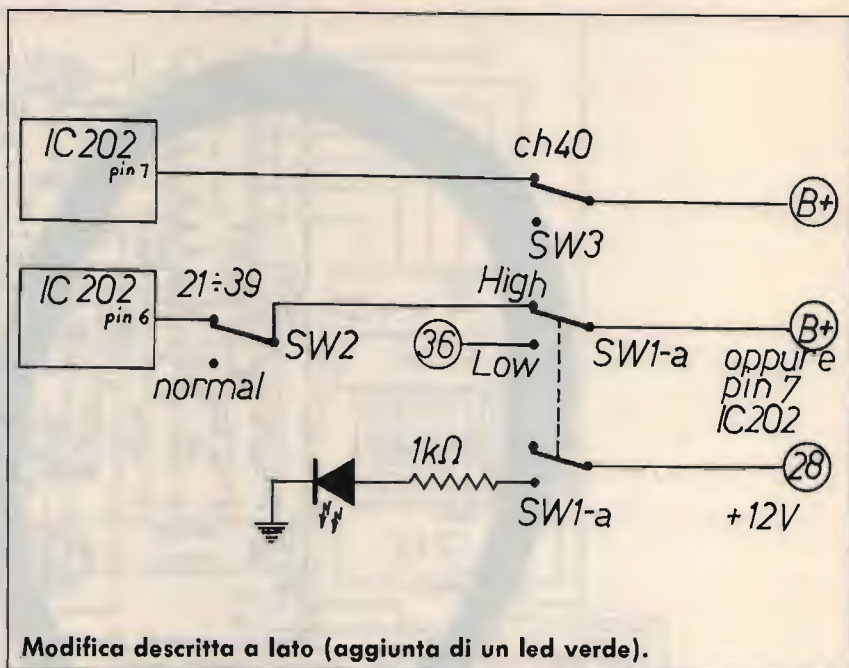 IC202
pin 7
ch40
B+
SW3
IC202
pin 6
21÷39
SW2
normal
High
36
Low
SW1-a
B+
oppure
pin 7
IC202
1kΩ
SW1-a
28
+12V
Modifica descritta a lato (aggiunta di un led verde).